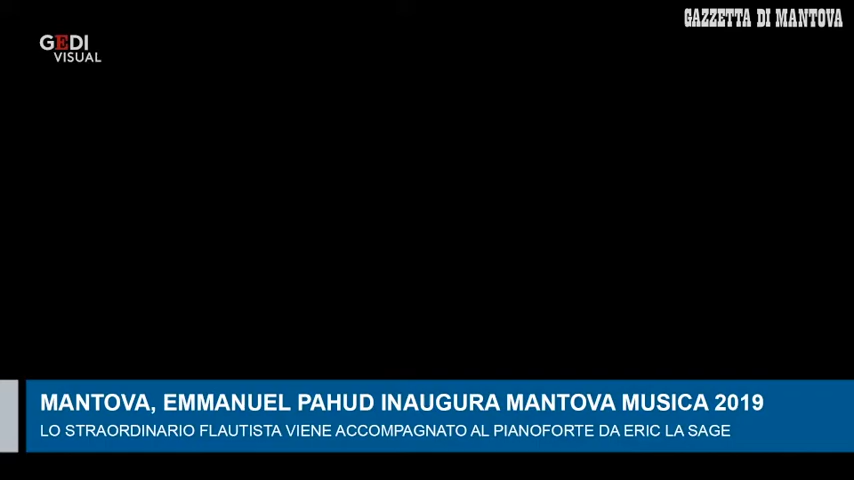 GAZZETTA DI MANTOVA
GEDI
VISUAL
MANTOVA, EMMANUEL PAHUD INAUGURA MANTOVA MUSICA 2019
LO STRAORDINARIO FLAUTISTA VIENE ACCOMPAGNATO AL PIANOFORTE DA ERIC LA SAGE